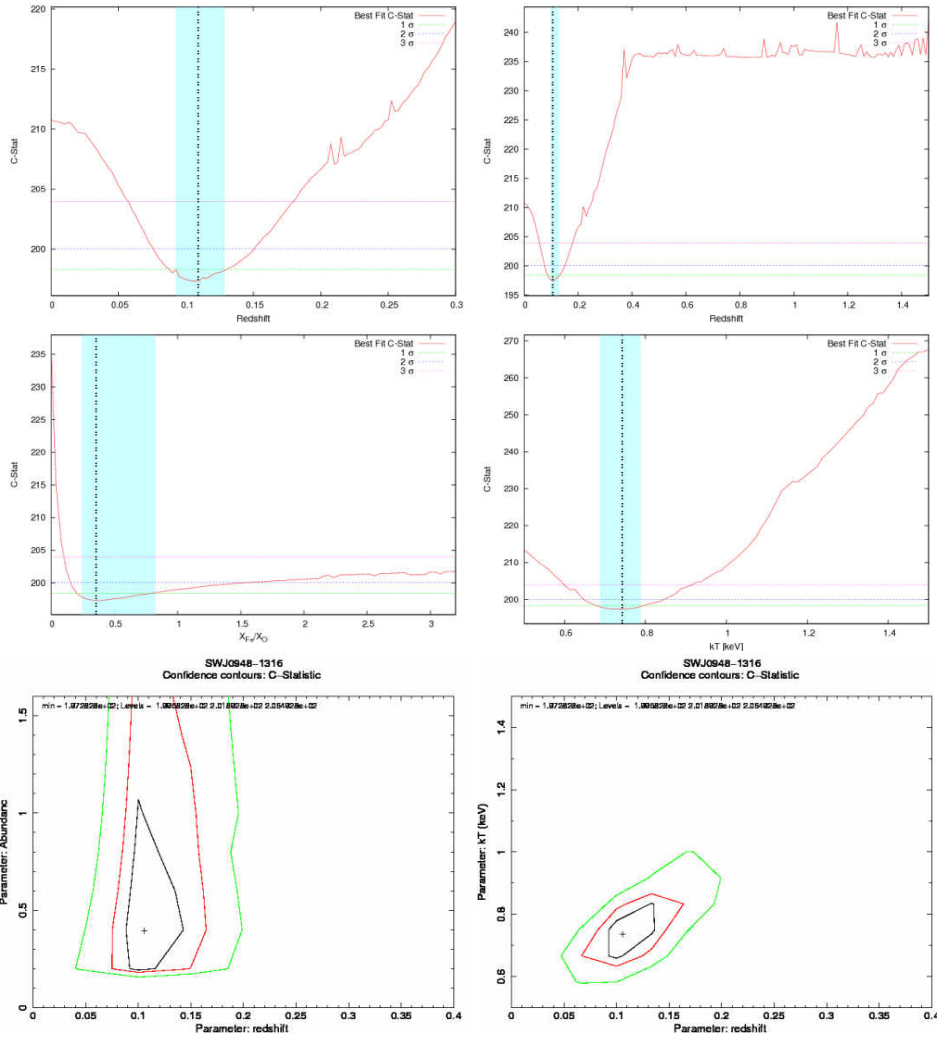 Best Fit C-Stat
1 σ
2 σ
3 σ
220
215
210
205
200
C-Stat
0 0.05 0.1 0.15 0.2 0.25 0.3
Redshift
Best Fit C-Stat
1 σ
2 σ
3 σ
240
235
230
225
220
215
210
205
200
195
C-Stat
0 0.2 0.4 0.6 0.8 1 1.2 1.4
Redshift
Best Fit C-Stat
1 σ
2 σ
3 σ
235
230
225
220
215
210
205
200
C-Stat
0 0.5 1 1.5 2 2.5 3
X_Fe/X_O
Best Fit C-Stat
1 σ
2 σ
3 σ
270
260
250
240
230
220
210
200
C-Stat
0.6 0.8 1 1.2 1.4
kT [keV]
SWJ0948-1316
Confidence contours: C-Statistic
min =
Levels =
1.5
1
0.5
0
Parameter: Abundanc
0 0.05 0.1 0.15 0.2 0.25 0.3 0.35 0.4
Parameter: redshift
SWJ0948-1316
Confidence contours: C-Statistic
min =
Levels =
1.4
1.2
1
0.8
0.6
Parameter: kT [keV]
0 0.05 0.1 0.15 0.2 0.25 0.3 0.35 0.4
Parameter: redshift